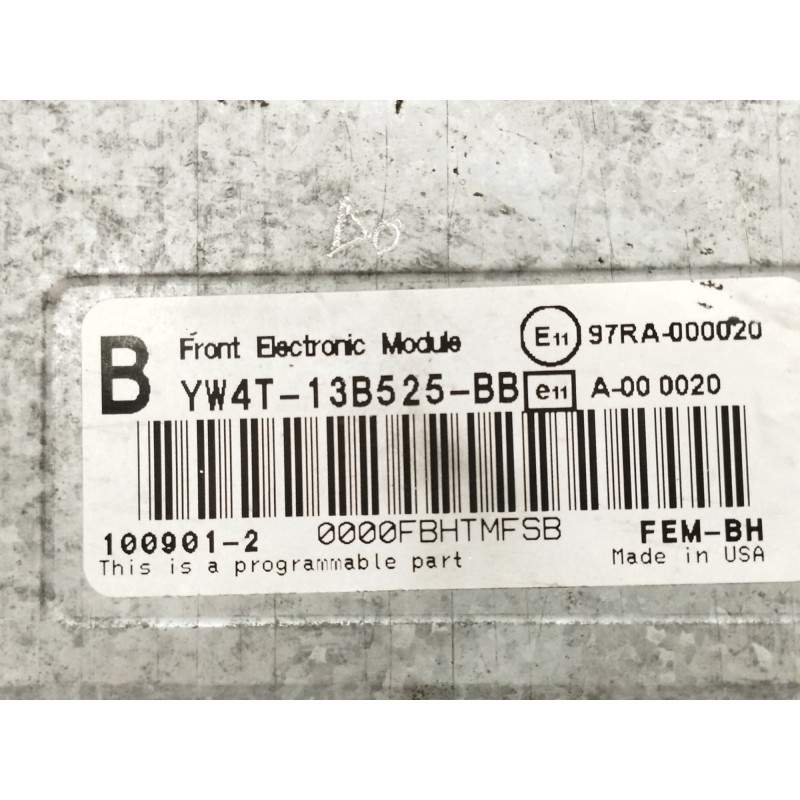 B Front Electronic Module E11 97RA-000020
YW4T-13B525-BB e11 A-00 0020
100901-2 0000FBHTMFSB FEM-BH
This is a programmable part Made in USA